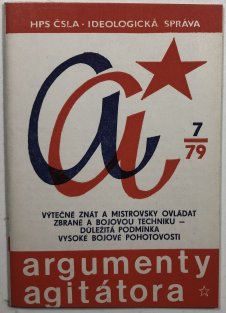 HPS ČSLA · IDEOLOGICKÁ SPRÁVA
a
a
7
79
VÝTEČNĚ ZNÁT A MISTROVSKY OVLÁDAT
ZBRANĚ A BOJOVOU TECHNIKU —
DŮLEŽITÁ PODMÍNKA
VYSOKÉ BOJOVÉ POHOTOVOSTI
argumenty
agitátora